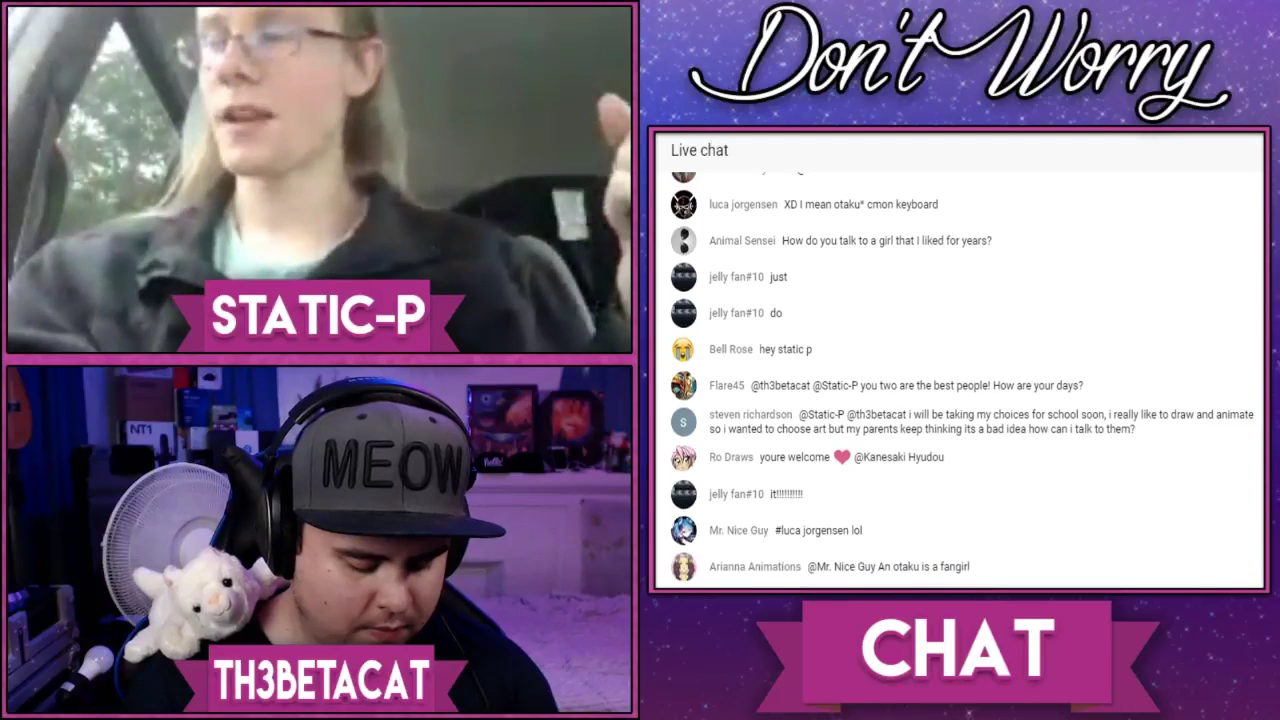 Don't Worry
Live chat
luca jorgensen XD I mean otaku* cmon keyboard
Animal Sensei How do you talk to a girl that I liked for years?
jelly fan#10 just
jelly fan#10 do
Bell Rose hey static p
Flare45 @th3betacat @Static-P you two are the best people! How are your days?
steven richardson @Static-P @th3betacat i will be taking my choices for school soon, i really like to draw and animate
so i wanted to choose art but my parents keep thinking its a bad idea how can i talk to them?
Ro Draws youre welcome ❤ @Kanesaki Hyudou
jelly fan#10 it!!!!!!!!!!
Mr. Nice Guy #luca jorgensen lol
Arianna Animations @Mr. Nice Guy An otaku is a fangirl
CHAT
STATIC-P
NT1
MEOW
TH3BETACAT
S